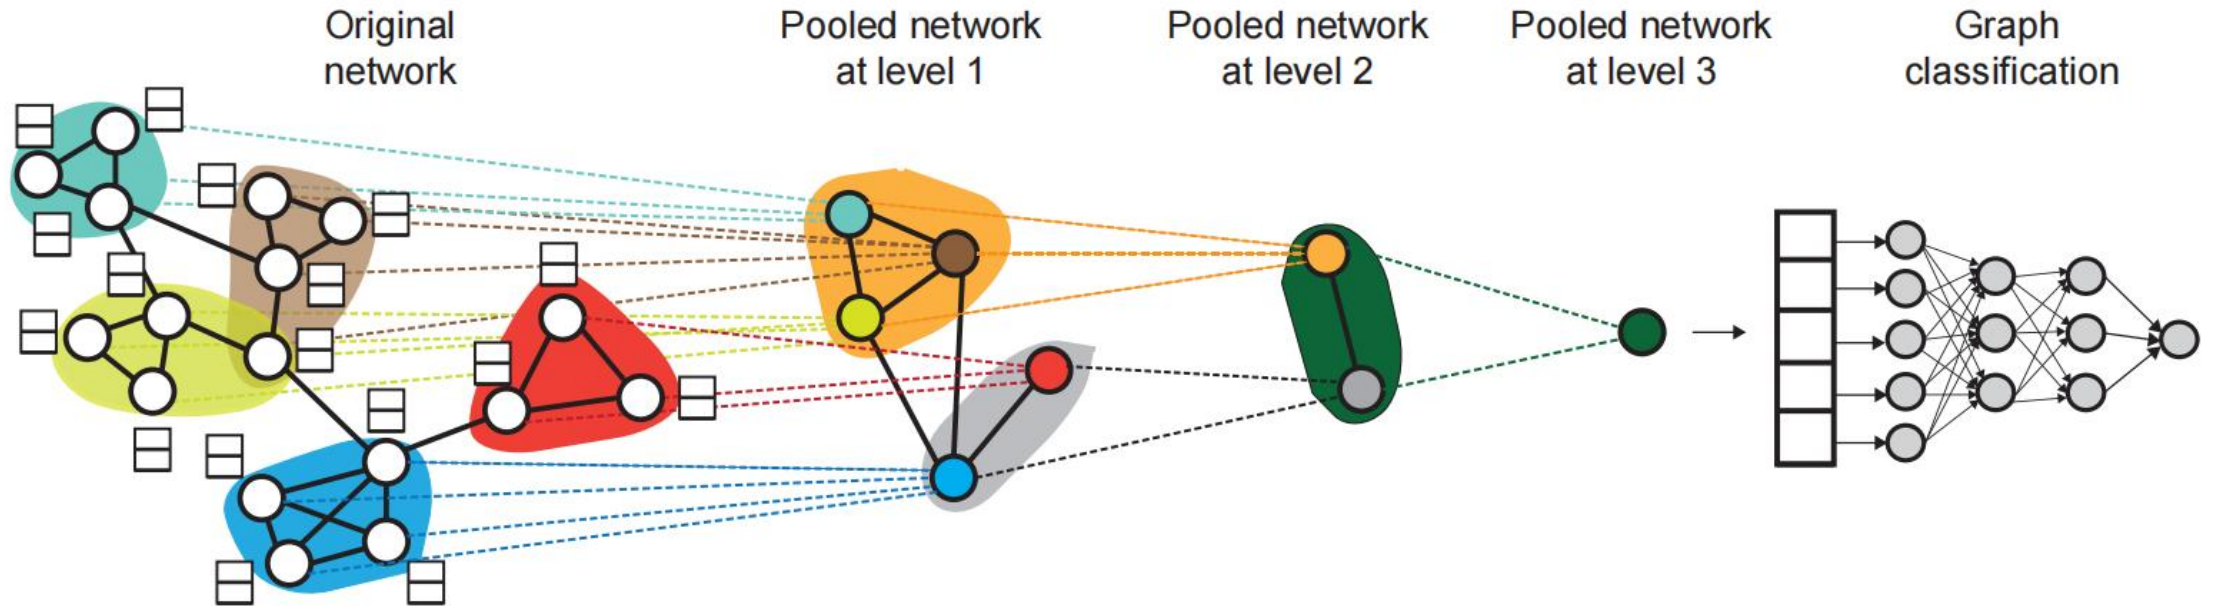 Original
network
Pooled network
at level 1
Pooled network
at level 2
Pooled network
at level 3
Graph
classification